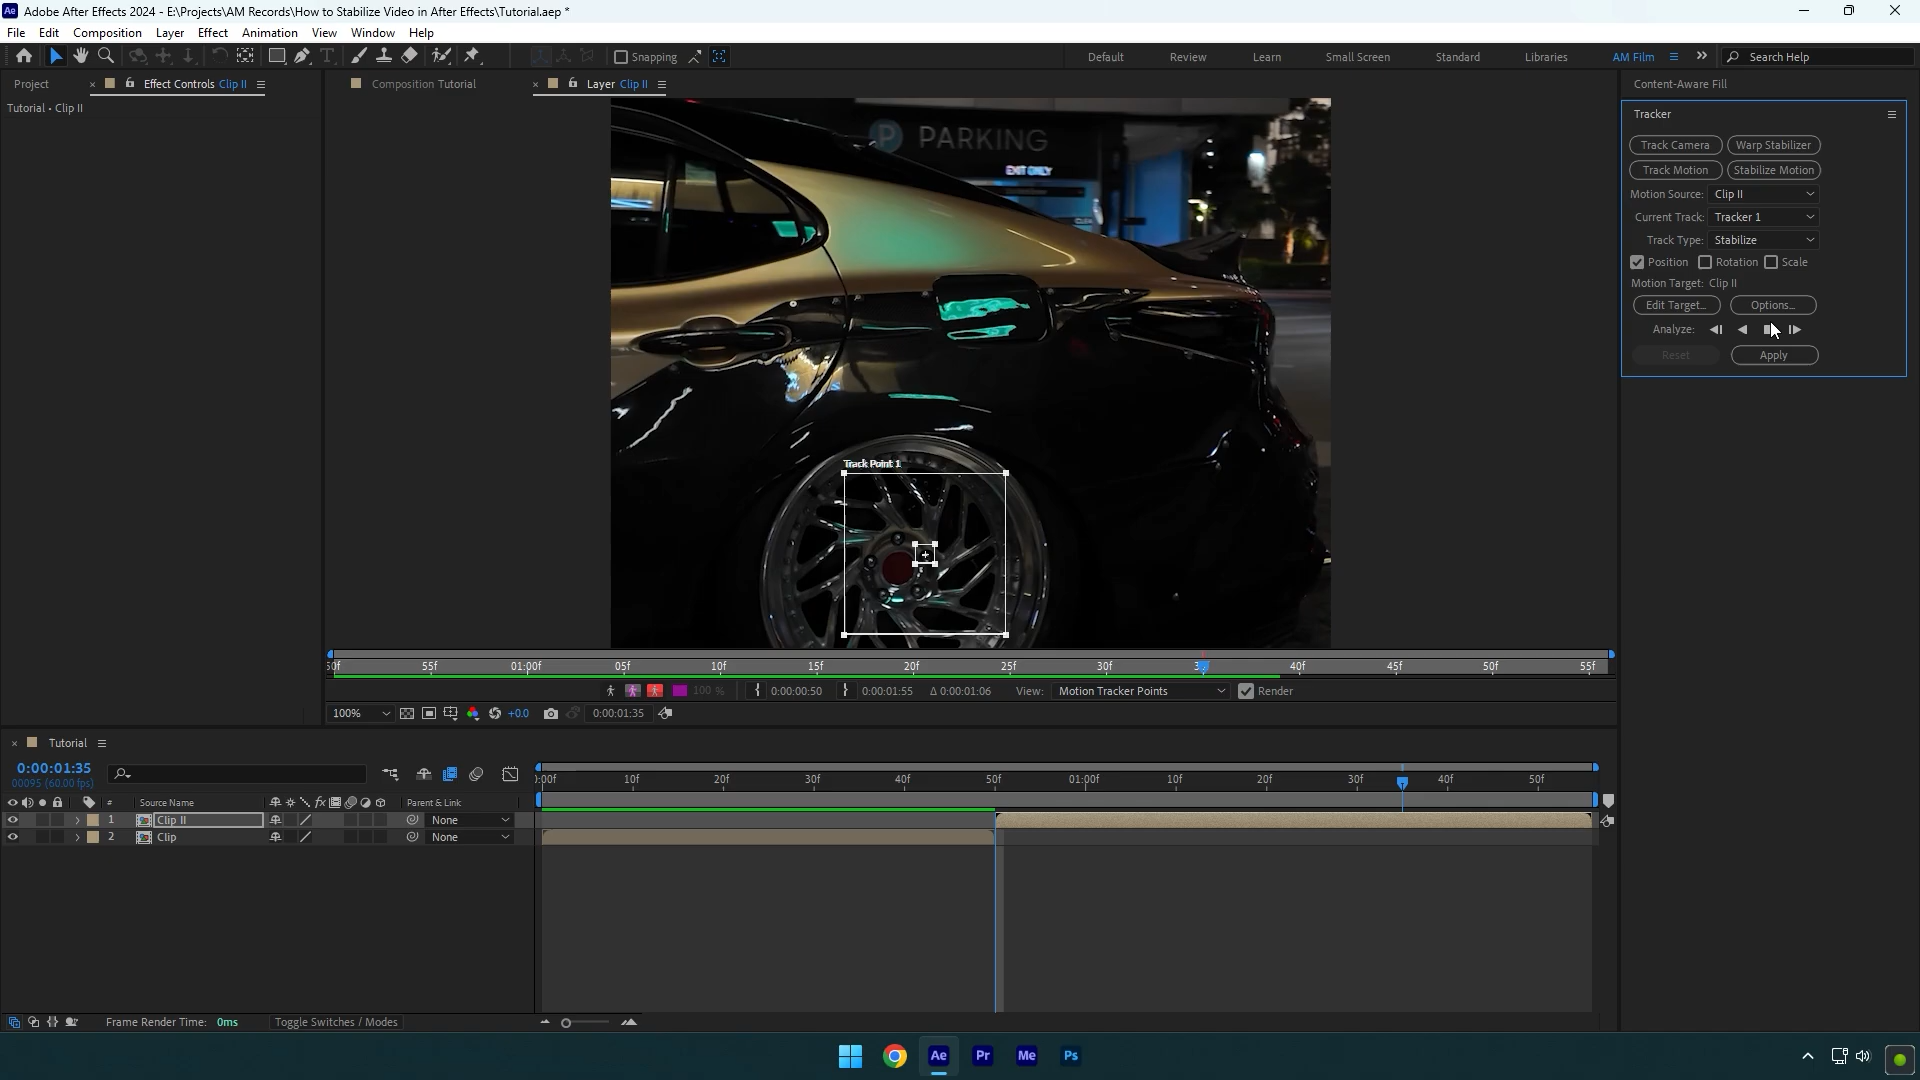 Adobe After Effects 2024 - E:\Projects\AM Records\How to Stabilize Video in After Effects\Tutorial.aep *
File Edit Composition Layer Effect Animation View Window Help
Snapping
Default Review Learn Small Screen Standard Libraries AM Film Search Help
Project Effect Controls Clip II
Composition Tutorial
Layer Clip II
Content-Aware Fill
Tutorial • Clip II
Tracker
P PARKING
EXIT ONLY
Track Camera Warp Stabilizer
Track Motion Stabilize Motion
Motion Source: Clip II
Current Track: Tracker 1
Track Type: Stabilize
Position Rotation Scale
Motion Target: Clip II
Edit Target... Options...
Analyze:
Reset Apply
Track Point 1
55f 01:00f 05f 10f 15f 20f 25f 30f 40f 45f 50f 55f
100 % 0:00:00:50 0:00:01:55 Δ 0:00:01:06 View: Motion Tracker Points Render
100% +0.0 0:00:01:35
Tutorial
0:00:01:35
00095 (60.00 fps)
:00f 10f 20f 30f 40f 50f 01:00f 10f 20f 30f 40f 50f
# Source Name fx Parent & Link
1 Clip II None
2 Clip None
Frame Render Time: 0ms Toggle Switches / Modes
Ae Pr Me Ps